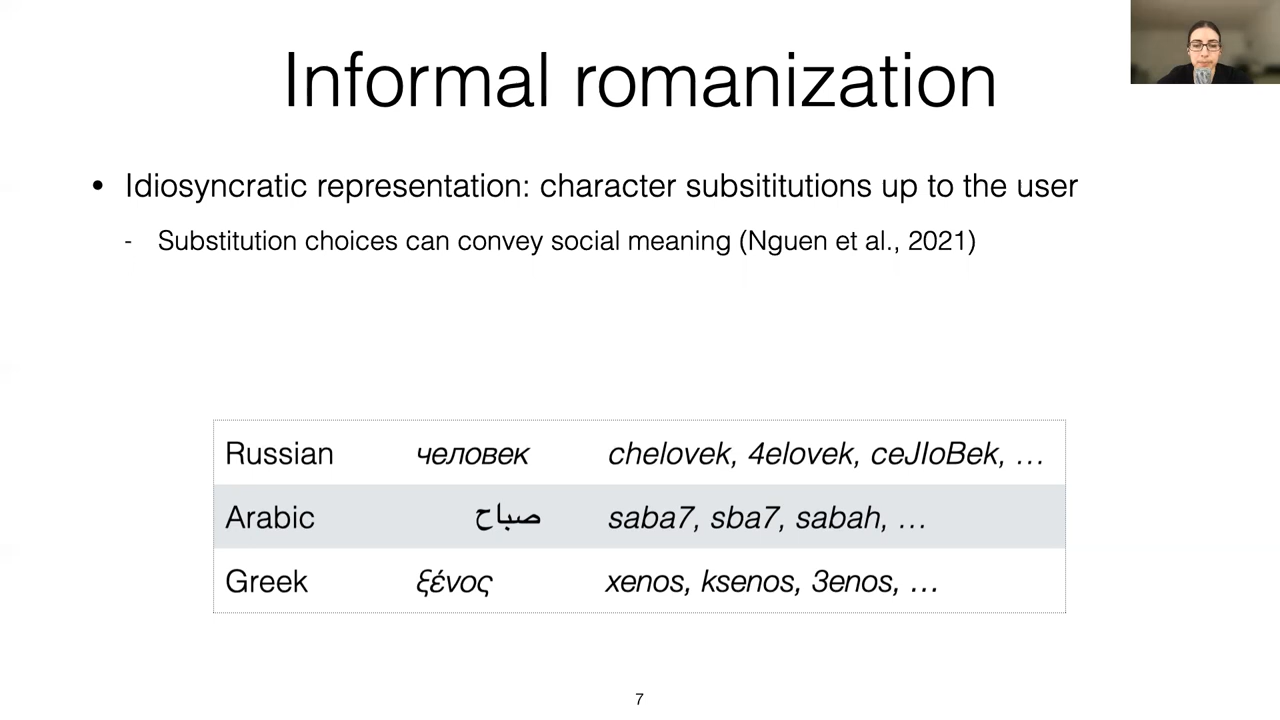 Informal romanization
• Idiosyncratic representation: character subsititutions up to the user
- Substitution choices can convey social meaning (Nguen et al., 2021)
Russian человек chelovek, 4elovek, ceJIoBek, …
Arabic صباح saba7, sba7, sabah, …
Greek ξένος xenos, ksenos, 3enos, …
7